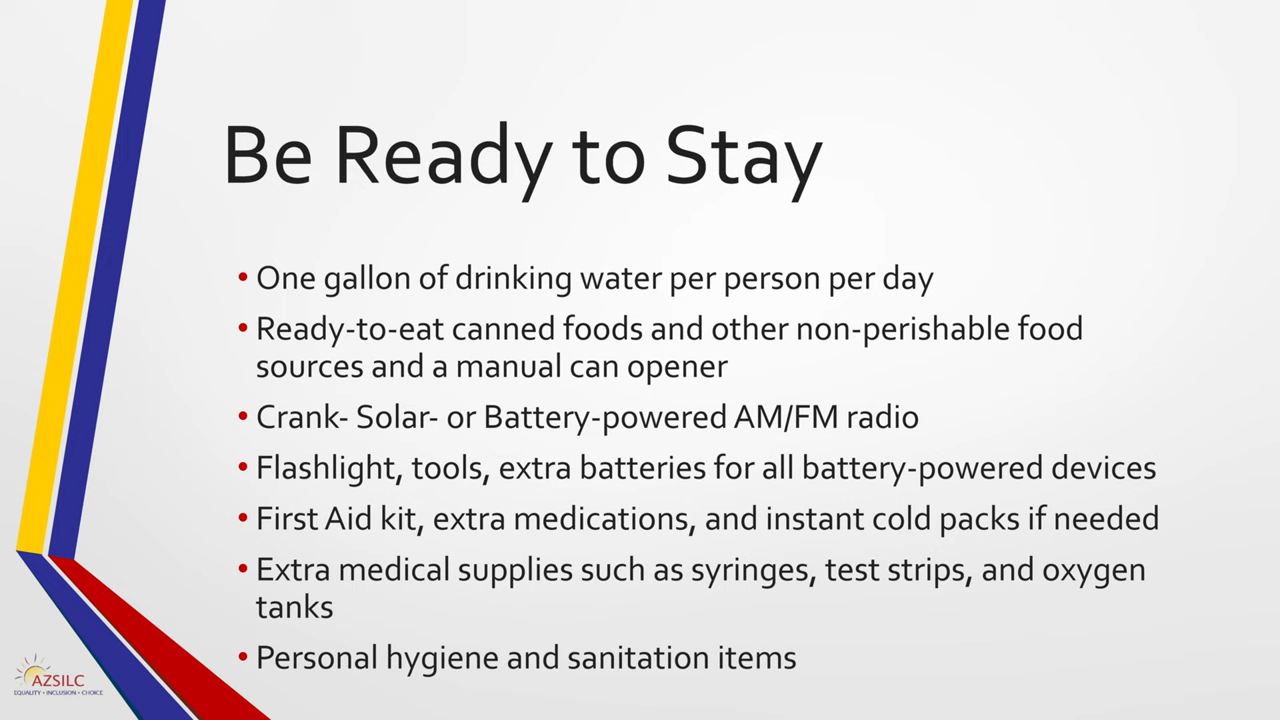 Be Ready to Stay
• One gallon of drinking water per person per day
• Ready-to-eat canned foods and other non-perishable food
sources and a manual can opener
• Crank- Solar- or Battery-powered AM/FM radio
• Flashlight, tools, extra batteries for all battery-powered devices
• First Aid kit, extra medications, and instant cold packs if needed
• Extra medical supplies such as syringes, test strips, and oxygen
tanks
• Personal hygiene and sanitation items
AZSILC
EQUALITY • INCLUSION • CHOICE